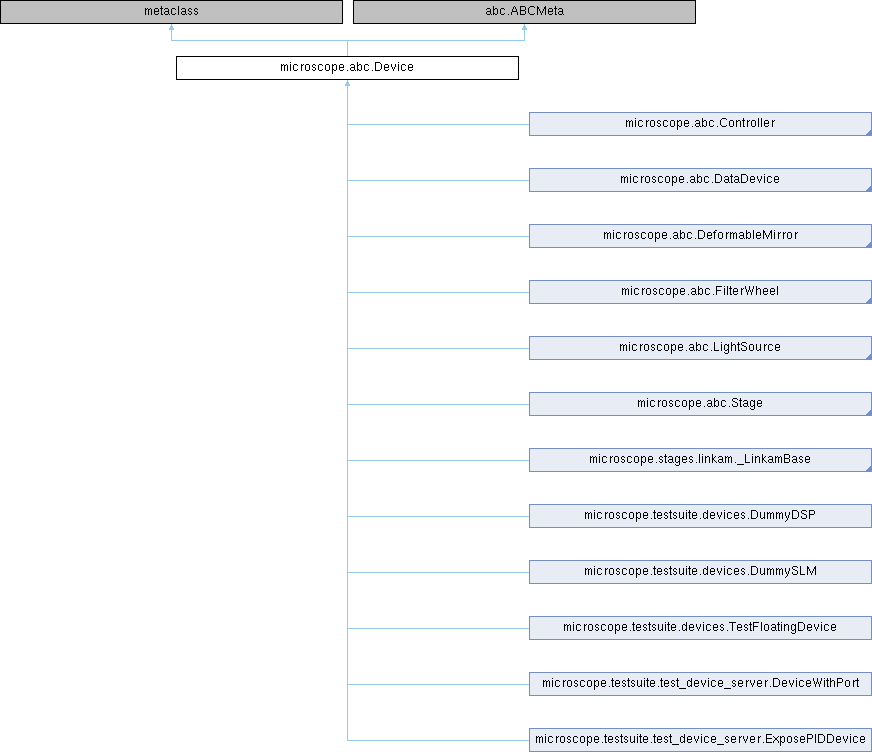 metaclass
abc.ABCMeta
microscope.abc.Device
microscope.abc.Controller
microscope.abc.DataDevice
microscope.abc.DeformableMirror
microscope.abc.FilterWheel
microscope.abc.LightSource
microscope.abc.Stage
microscope.stages.linkam._LinkamBase
microscope.testsuite.devices.DummyDSP
microscope.testsuite.devices.DummySLM
microscope.testsuite.devices.TestFloatingDevice
microscope.testsuite.test_device_server.DeviceWithPort
microscope.testsuite.test_device_server.ExposePIDDevice